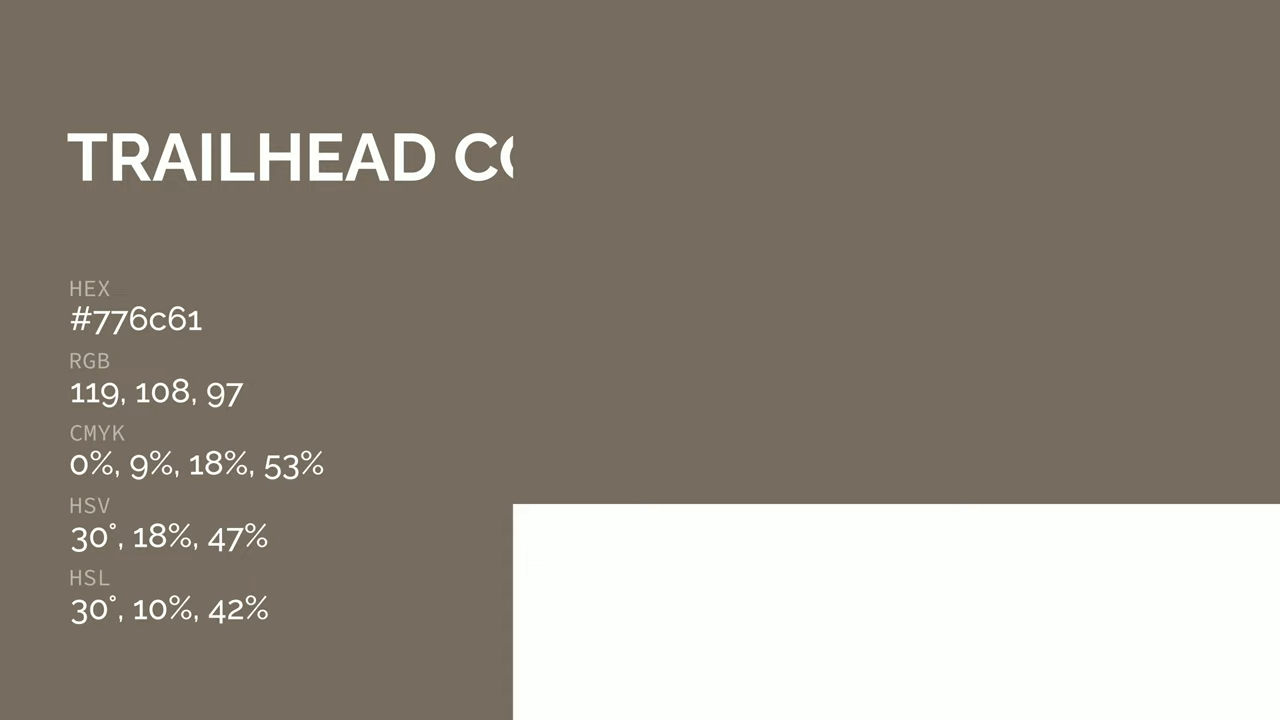 TRAILHEAD
HEX
#776c61
RGB
119, 108, 97
CMYK
0%, 9%, 18%, 53%
HSV
30°, 18%, 47%
HSL
30°, 10%, 42%